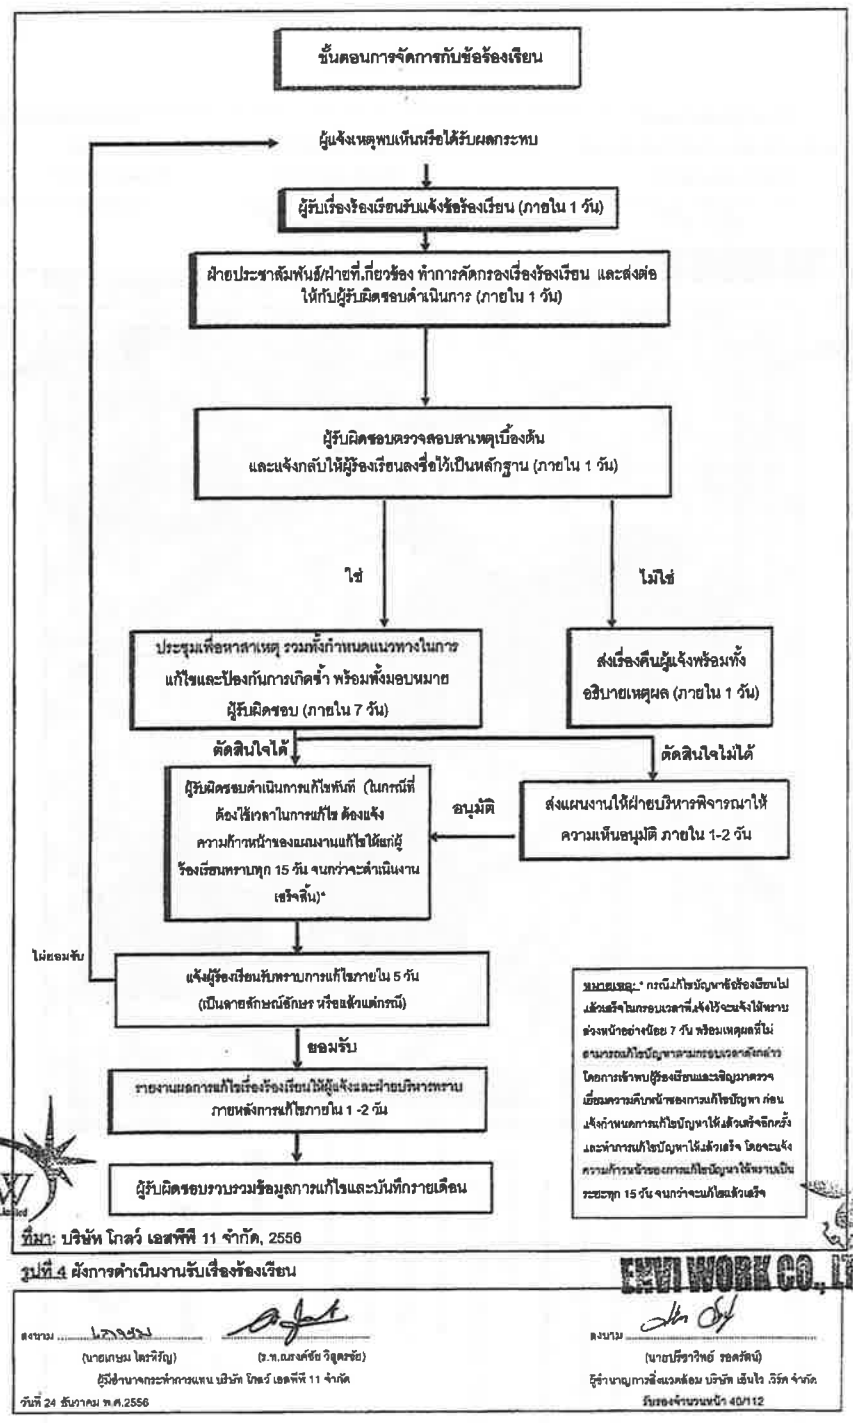 ขั้นตอนการจัดการกับข้อร้องเรียน
ผู้แจ้งเหตุพบเห็นหรือได้รับผลกระทบ
ผู้รับเรื่องร้องเรียนรับแจ้งข้อร้องเรียน (ภายใน 1 วัน)
ฝ่ายประชาสัมพันธ์/ฝ่ายที่เกี่ยวข้อง ทำการคัดกรองเรื่องร้องเรียน และส่งต่อ
ให้กับผู้รับผิดชอบดำเนินการ (ภายใน 1 วัน)
ผู้รับผิดชอบตรวจสอบสาเหตุเบื้องต้น
และแจ้งกลับให้ผู้ร้องเรียนลงชื่อไว้เป็นหลักฐาน (ภายใน 1 วัน)
ใช่
ไม่ใช่
ประชุมเพื่อหาสาเหตุ รวมทั้งกำหนดแนวทางในการ
แก้ไขและป้องกันการเกิดซ้ำ พร้อมทั้งมอบหมาย
ผู้รับผิดชอบ (ภายใน 7 วัน)
ส่งเรื่องคืนผู้แจ้งพร้อมทั้ง
อธิบายเหตุผล (ภายใน 1 วัน)
ตัดสินใจได้
ตัดสินใจไม่ได้
ผู้รับผิดชอบดำเนินการแก้ไขทันที (ในกรณีที่
ต้องใช้เวลาในการแก้ไข ต้องแจ้ง
ความก้าวหน้าของแผนงานแก้ไขให้แก่ผู้
ร้องเรียนทราบทุก 15 วัน จนกว่าจะดำเนินงาน
เสร็จสิ้น)*
อนุมัติ
ส่งแผนงานให้ฝ่ายบริหารพิจารณาให้
ความเห็นอนุมัติ ภายใน 1-2 วัน
ไม่ยอมรับ
แจ้งผู้ร้องเรียนรับทราบการแก้ไขภายใน 5 วัน
(เป็นลายลักษณ์อักษร หรือแล้วแต่กรณี)
ยอมรับ
รายงานผลการแก้ไขเรื่องร้องเรียนให้ผู้แจ้งและฝ่ายบริหารทราบ
ภายหลังการแก้ไขภายใน 1 -2 วัน
ผู้รับผิดชอบรวบรวมข้อมูลการแก้ไขและบันทึกรายเดือน
หมายเหตุ: * กรณีแก้ไขปัญหาข้อร้องเรียนไม่
แล้วเสร็จในกรอบเวลาที่แจ้งไว้จะแจ้งให้ทราบ
ล่วงหน้าอย่างน้อย 7 วัน พร้อมเหตุผลที่ไม่
สามารถแก้ไขปัญหาตามกรอบเวลาดังกล่าว
โดยการเข้าพบผู้ร้องเรียนและเชิญมาตรวจ
เยี่ยมความคืบหน้าของการแก้ไขปัญหา ก่อน
แจ้งกำหนดการแก้ไขปัญหาให้แล้วเสร็จอีกครั้ง
และทำการแก้ไขปัญหาให้แล้วเสร็จ โดยจะแจ้ง
ความก้าวหน้าของการแก้ไขปัญหาให้ทราบเป็น
ระยะทุก 15 วัน จนกว่าจะแก้ไขแล้วเสร็จ
ที่มา: บริษัท โกลว์ เอสพีพี 11 จำกัด, 2556
รูปที่ 4 ผังการดำเนินงานรับเรื่องร้องเรียน
ENVI WORK CO., LT
ลงนาม
(นายเกษม ไตรหิรัญ)
(ร.ท.ณรงค์ชัย วิสูตรชัย)
ผู้มีอำนาจกระทำการแทน บริษัท โกลว์ เอสพีพี 11 จำกัด
วันที่ 24 ธันวาคม พ.ศ.2556
ลงนาม
(นายปรีชาวิทย์ รอดรัตน์)
ผู้ชำนาญการสิ่งแวดล้อม บริษัท เอ็นไว เวิร์ค จำกัด
รับรองจำนวนหน้า 40/112